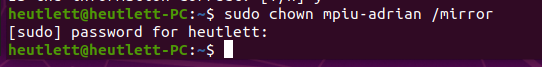 heutlett@heutlett-PC:~$ sudo chown mpiu-adrian /mirror
[sudo] password for heutlett:
heutlett@heutlett-PC:~$